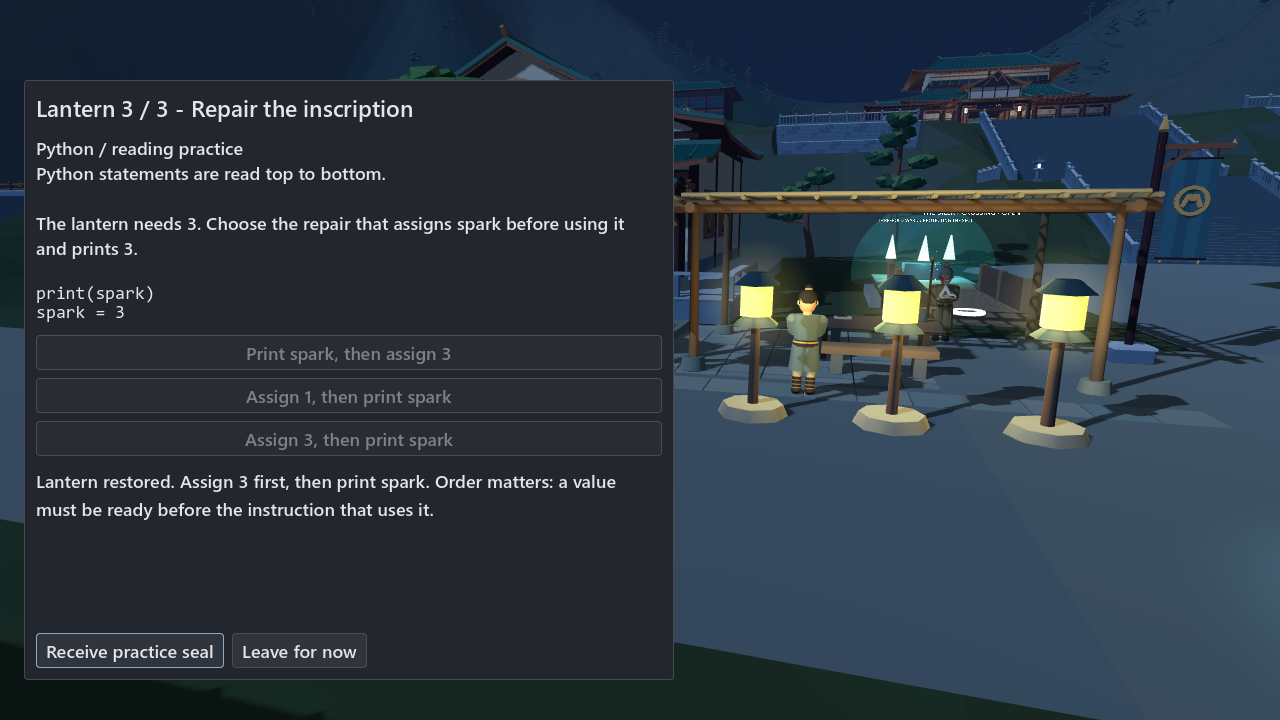 Lantern 3 / 3 - Repair the inscription
Python / reading practice
Python statements are read top to bottom.
The lantern needs 3. Choose the repair that assigns spark before using it
and prints 3.
print(spark)
spark = 3
Print spark, then assign 3
Assign 1, then print spark
Assign 3, then print spark
Lantern restored. Assign 3 first, then print spark. Order matters: a value
must be ready before the instruction that uses it.
Receive practice seal
Leave for now